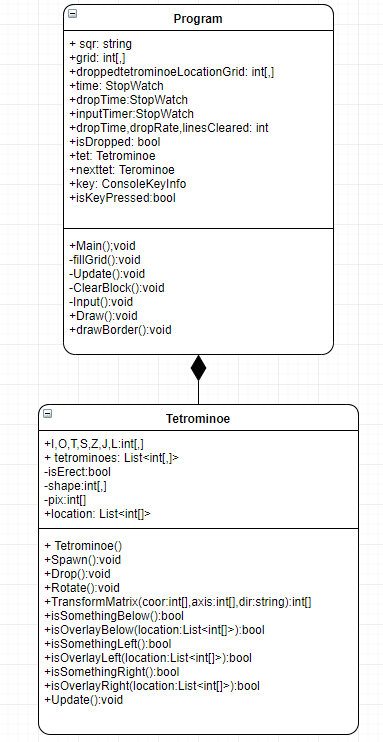 Program
+ sqr: string
+grid: int[,]
+droppedtetrominoeLocationGrid: int[,]
+time: StopWatch
+dropTime:StopWatch
+inputTimer:StopWatch
+dropTime,dropRate,linesCleared: int
+isDropped: bool
+tet: Tetrominoe
+nexttet: Terominoe
+key: ConsoleKeyInfo
+isKeyPressed:bool
+Main();void
-fillGrid():void
-Update():void
-ClearBlock():void
-Input():void
+Draw():void
+drawBorder():void
Tetrominoe
+I,O,T,S,Z,J,L:int[,]
+ tetrominoes: List<int[,]>
-isErect:bool
-shape:int[,]
-pix:int[]
+location: List<int[]>
+ Tetrominoe()
+Spawn():void
+Drop():void
+Rotate():void
+TransformMatrix(coor:int[],axis:int[],dir:string):int[]
+isSomethingBelow():bool
+isOverlayBelow(location:List<int[]>):bool
+isSomethingLeft():bool
+isOverlayLeft(location:List<int[]>):bool
+isSomethingRight():bool
+isOverlayRight(location:List<int[]>):bool
+Update():void